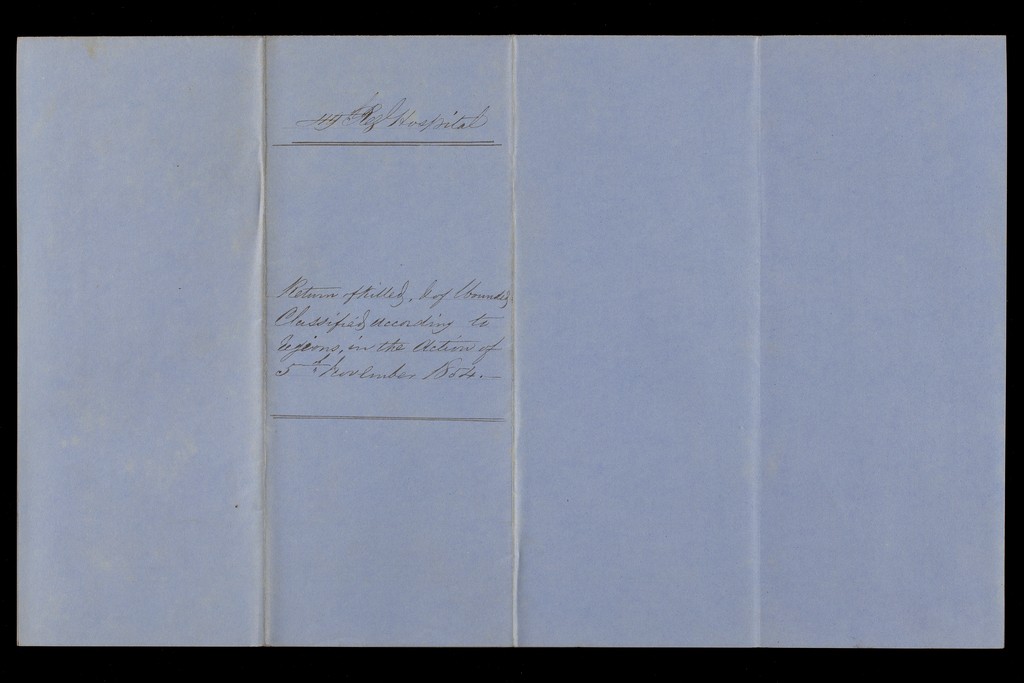 44th Regt Hospital
Return of Killed, & of Wounded,
Classified according to
regions, in the Action of
5th November 1854.